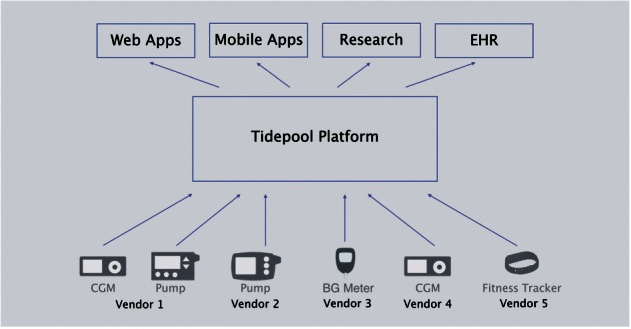 Web Apps
Mobile Apps
Research
EHR
Tidepool Platform
CGM
Pump
Pump
BG Meter
CGM
Fitness Tracker
Vendor 1
Vendor 2
Vendor 3
Vendor 4
Vendor 5